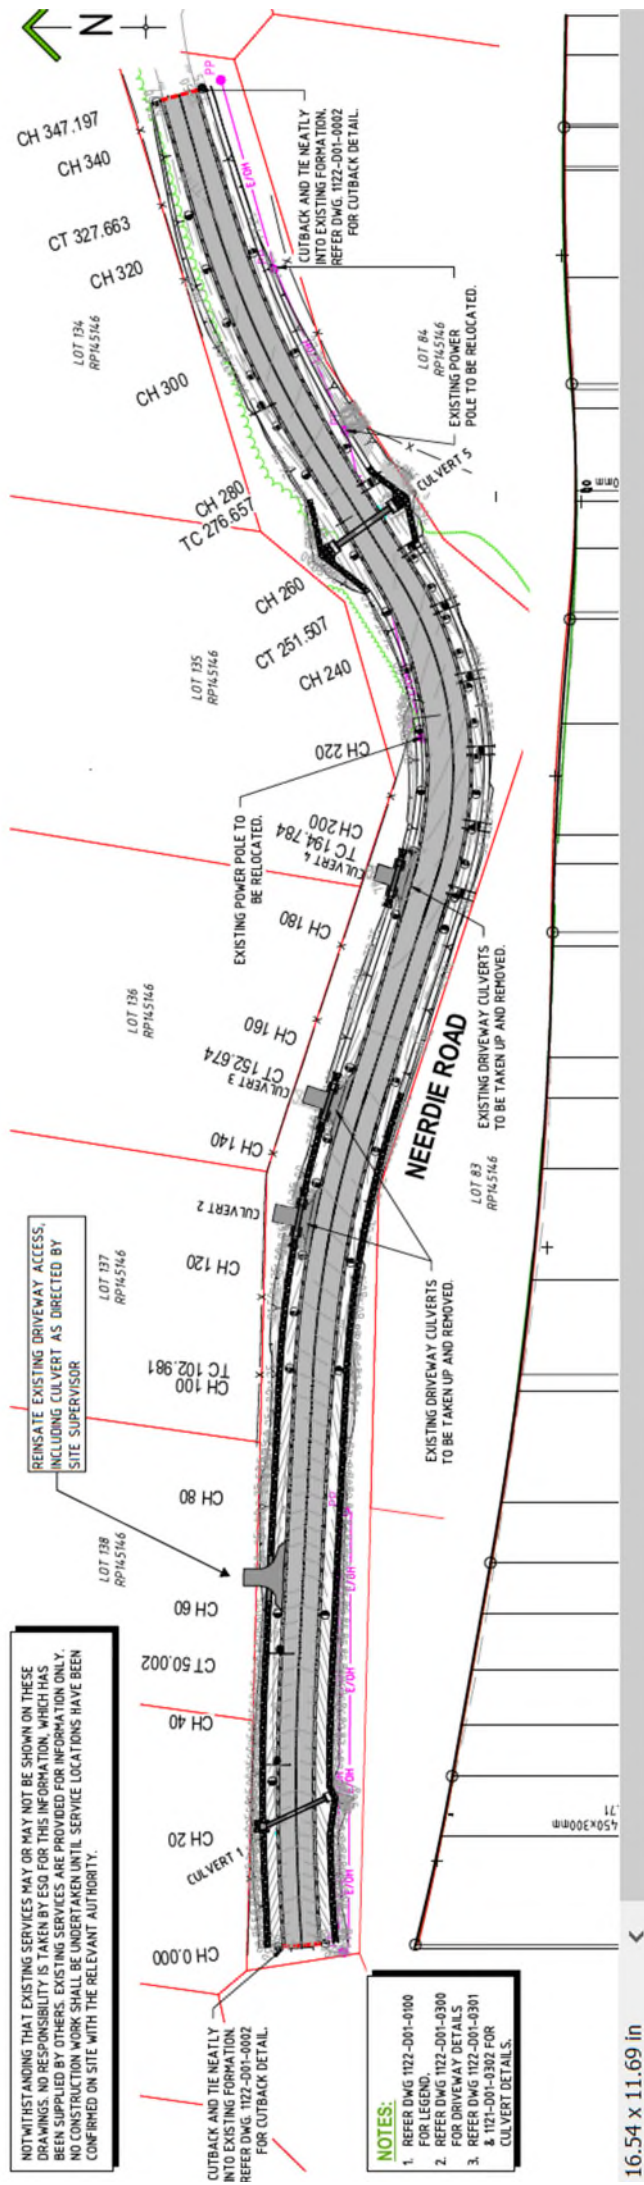 NOTWITHSTANDING THAT EXISTING SERVICES MAY OR MAY NOT BE SHOWN ON THESE
DRAWINGS. NO RESPONSIBILITY IS TAKEN BY ESQ FOR THIS INFORMATION, WHICH HAS
BEEN SUPPLIED BY OTHERS. EXISTING SERVICES ARE PROVIDED FOR INFORMATION ONLY.
NO CONSTRUCTION WORK SHALL BE UNDERTAKEN UNTIL SERVICE LOCATIONS HAVE BEEN
CONFIRMED ON SITE WITH THE RELEVANT AUTHORITY.
REINSATE EXISTING DRIVEWAY ACCESS,
INCLUDING CULVERT AS DIRECTED BY
SITE SUPERVISOR
N
LOT 138
RP145146
LOT 137
RP145146
LOT 136
RP145146
LOT 135
RP145146
LOT 134
RP145146
CUTBACK AND TIE NEATLY
INTO EXISTING FORMATION.
REFER DWG. 1122-D01-0002
FOR CUTBACK DETAIL.
CH 0.000
CULVERT 1
CH 20
CH 40
CT 50.002
CH 60
CH 80
CH 100
TC 102.981
CH 120
CULVERT 2
CH 140
CULVERT 3
CT 152.674
CH 160
CH 180
CULVERT 4
TC 194.784
CH 200
EXISTING POWER POLE TO
BE RELOCATED.
CH 220
CH 240
CT 251.507
CH 260
TC 276.657
CH 280
CH 300
CH 320
CT 327.663
CH 340
CH 347.197
E/OH
E/OH
E/OH
PP
E/OH
PP
EXISTING DRIVEWAY CULVERTS
TO BE TAKEN UP AND REMOVED.
NEERDIE ROAD
LOT 83
RP145146
EXISTING DRIVEWAY CULVERTS
TO BE TAKEN UP AND REMOVED.
CULVERT 5
LOT 84
RP145146
EXISTING POWER
POLE TO BE RELOCATED.
CUTBACK AND TIE NEATLY
INTO EXISTING FORMATION.
REFER DWG. 1122-D01-0002
FOR CUTBACK DETAIL.
NOTES:
1. REFER DWG 1122-D01-0100
FOR LEGEND.
2. REFER DWG 1122-D01-0300
FOR DRIVEWAY DETAILS
3. REFER DWG 1122-D01-0301
& 1121-D01-0302 FOR
CULVERT DETAILS.
450x300mm
.71
0mm
16.54 x 11.69 in